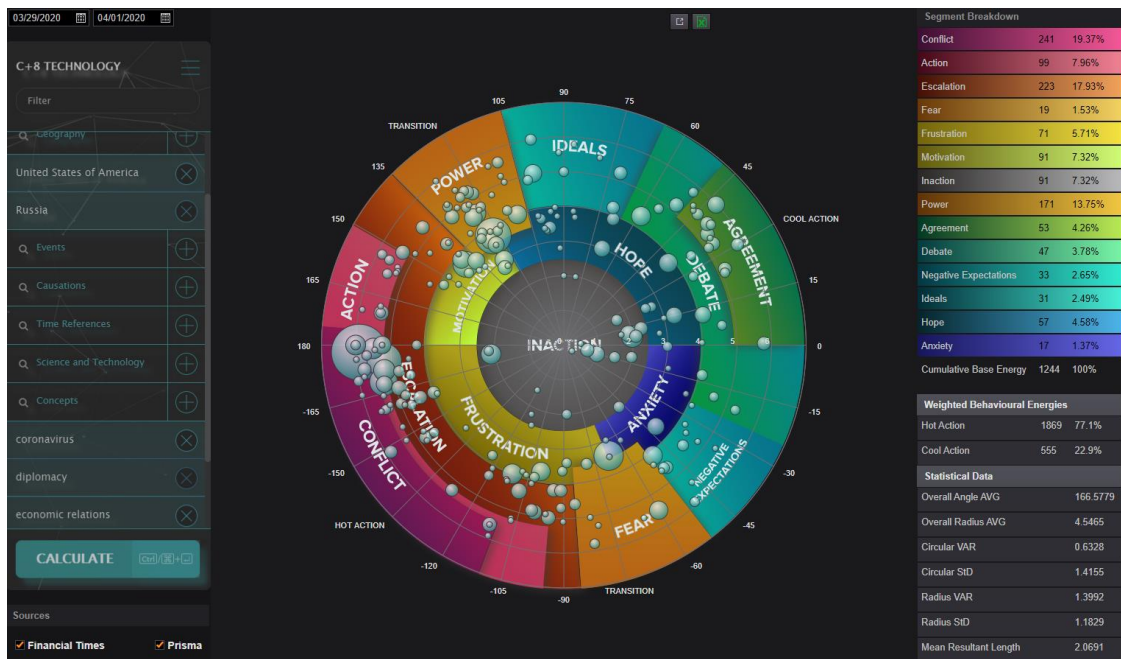 03/29/2020 04/01/2020
C+8 TECHNOLOGY
Filter
Geography
United States of America
Russia
Events
Causations
Time References
Science and Technology
Concepts
coronavirus
diplomacy
economic relations
CALCULATE Ctrl/⌘+↵
Sources
Financial Times Prisma
90
105 75
TRANSITION 60
135 45
150 COOL ACTION
165 15
180 0
-165 -15
-150 -30
HOT ACTION -45
-120 -60
-105 TRANSITION
-90
IDEALS
POWER
HOPE
AGREEMENT
DEBATE
MOTIVATION
ACTION
INACTION
2 3 4 5 6
ESCALATION
ANXIETY
FRUSTRATION
CONFLICT
NEGATIVE
EXPECTATIONS
FEAR
Segment Breakdown
Conflict 241 19.37%
Action 99 7.96%
Escalation 223 17.93%
Fear 19 1.53%
Frustration 71 5.71%
Motivation 91 7.32%
Inaction 91 7.32%
Power 171 13.75%
Agreement 53 4.26%
Debate 47 3.78%
Negative Expectations 33 2.65%
Ideals 31 2.49%
Hope 57 4.58%
Anxiety 17 1.37%
Cumulative Base Energy 1244 100%
Weighted Behavioural Energies
Hot Action 1869 77.1%
Cool Action 555 22.9%
Statistical Data
Overall Angle AVG 166.5779
Overall Radius AVG 4.5465
Circular VAR 0.6328
Circular StD 1.4155
Radius VAR 1.3992
Radius StD 1.1829
Mean Resultant Length 2.0691